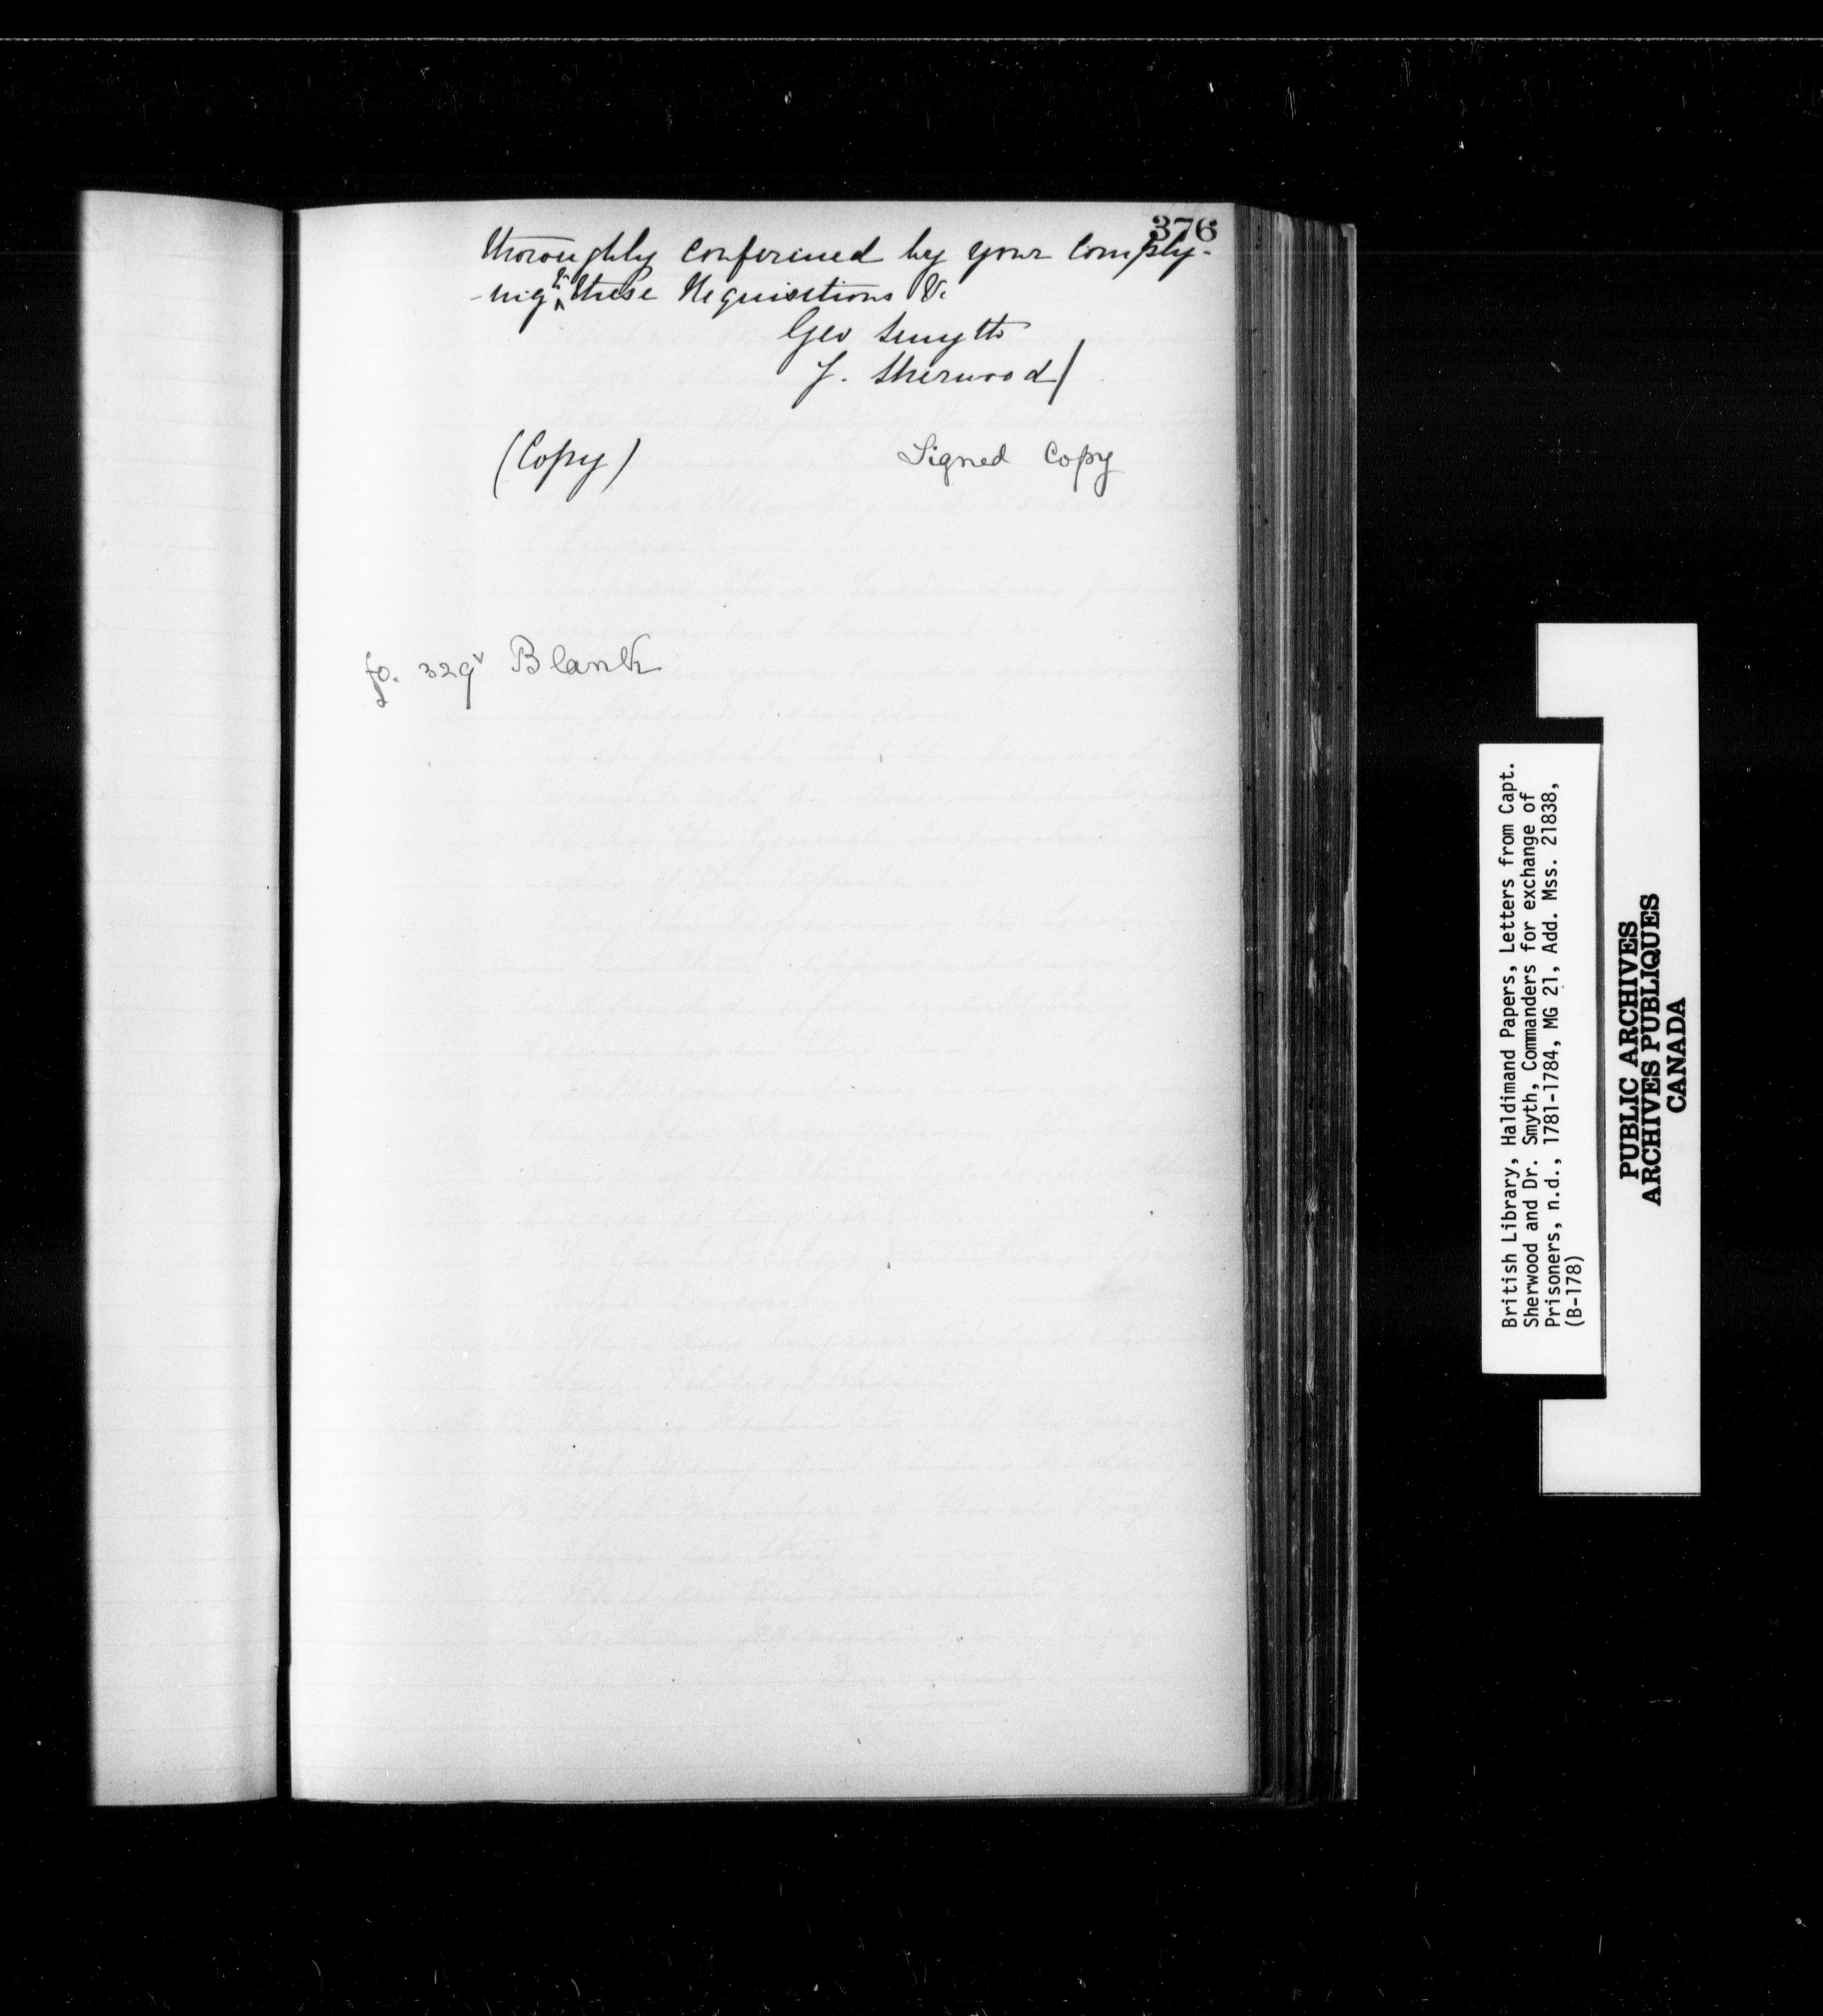 376
thoroughly confirmed by your comply-
-ing to these Requisitions &c
Geo Smyth
J. Sherwood/
(Copy) Signed Copy
fo. 329v Blank
British Library, Haldimand Papers, Letters from Capt.
Sherwood and Dr. Smyth, Commanders for exchange of
Prisoners, n.d., 1781-1784, MG 21, Add. Mss. 21838,
(B-178)
PUBLIC ARCHIVES
ARCHIVES PUBLIQUES
CANADA